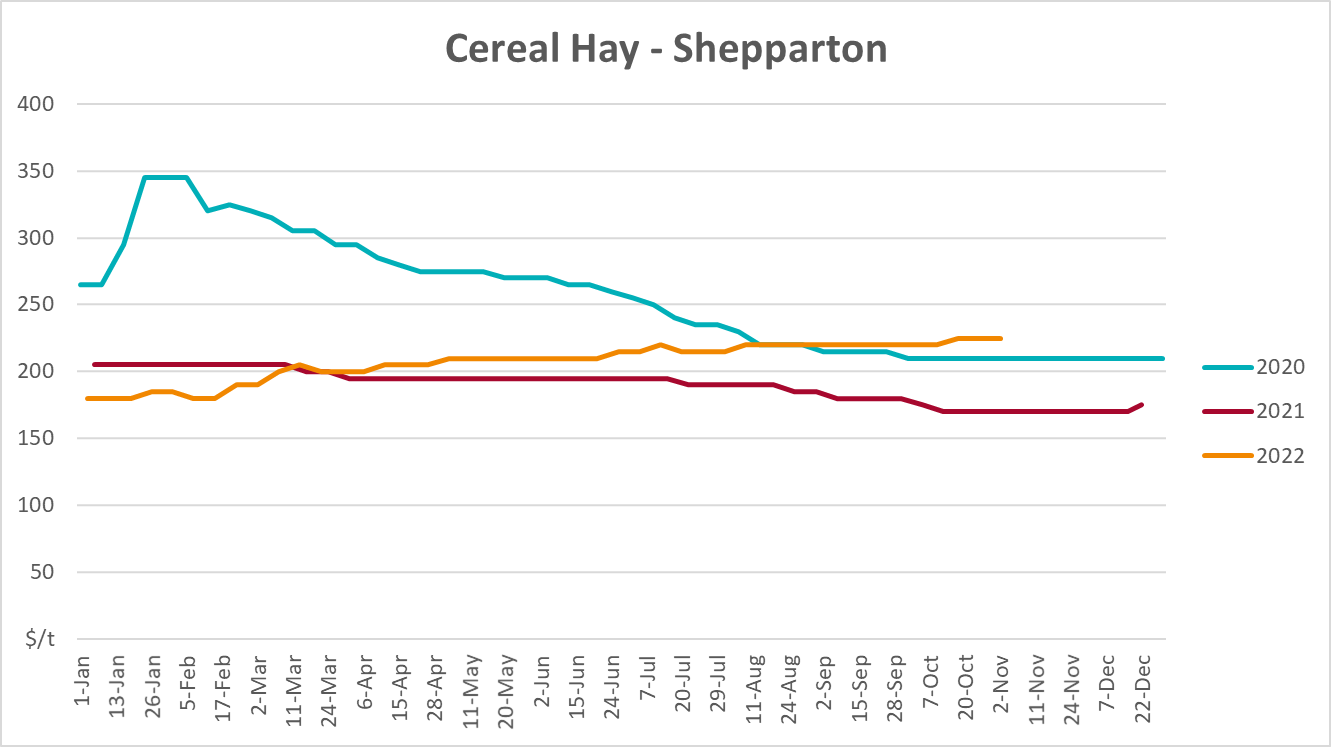 Cereal Hay - Shepparton
400
350
300
250
200
150
100
50
$/t
1-Jan
13-Jan
26-Jan
5-Feb
17-Feb
2-Mar
11-Mar
24-Mar
6-Apr
15-Apr
28-Apr
11-May
20-May
2-Jun
15-Jun
24-Jun
7-Jul
20-Jul
29-Jul
11-Aug
24-Aug
2-Sep
15-Sep
28-Sep
7-Oct
20-Oct
2-Nov
11-Nov
24-Nov
7-Dec
22-Dec
2020
2021
2022